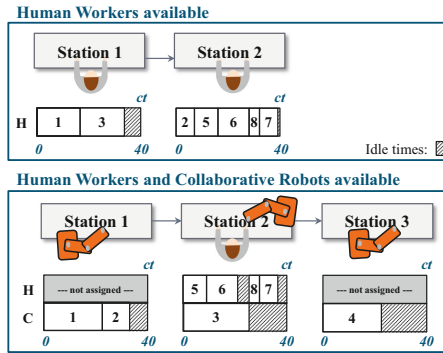 Human Workers available
Station 1
Station 2
ct
ct
H
1
3
2
5
6
8
7
Idle times:
0
40
0
40
Human Workers and Collaborative Robots available
Station 1
Station 2
Station 3
ct
ct
ct
H
--- not assigned ---
5
6
8
7
--- not assigned ---
C
1
2
3
4
0
40
0
40
0
40